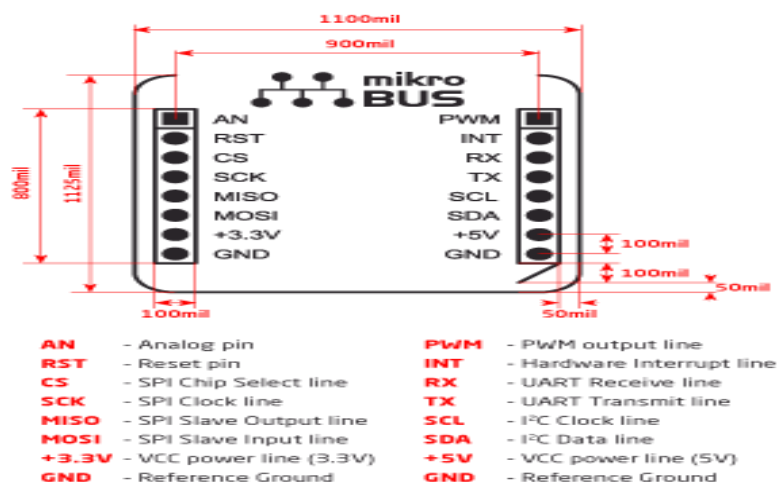 1100mil
900mil
mikro
BUS
AN PWM
RST INT
CS RX
SCK TX
MISO SCL
MOSI SDA
+3.3V +5V
GND GND
800mil
1125mil
100mil
100mil
50mil
100mil
50mil
AN - Analog pin
RST - Reset pin
CS - SPI Chip Select line
SCK - SPI Clock line
MISO - SPI Slave Output line
MOSI - SPI Slave Input line
+3.3V - VCC power line (3.3V)
GND - Reference Ground
PWM - PWM output line
INT - Hardware Interrupt line
RX - UART Receive line
TX - UART Transmit line
SCL - I²C Clock line
SDA - I²C Data line
+5V - VCC power line (5V)
GND - Reference Ground